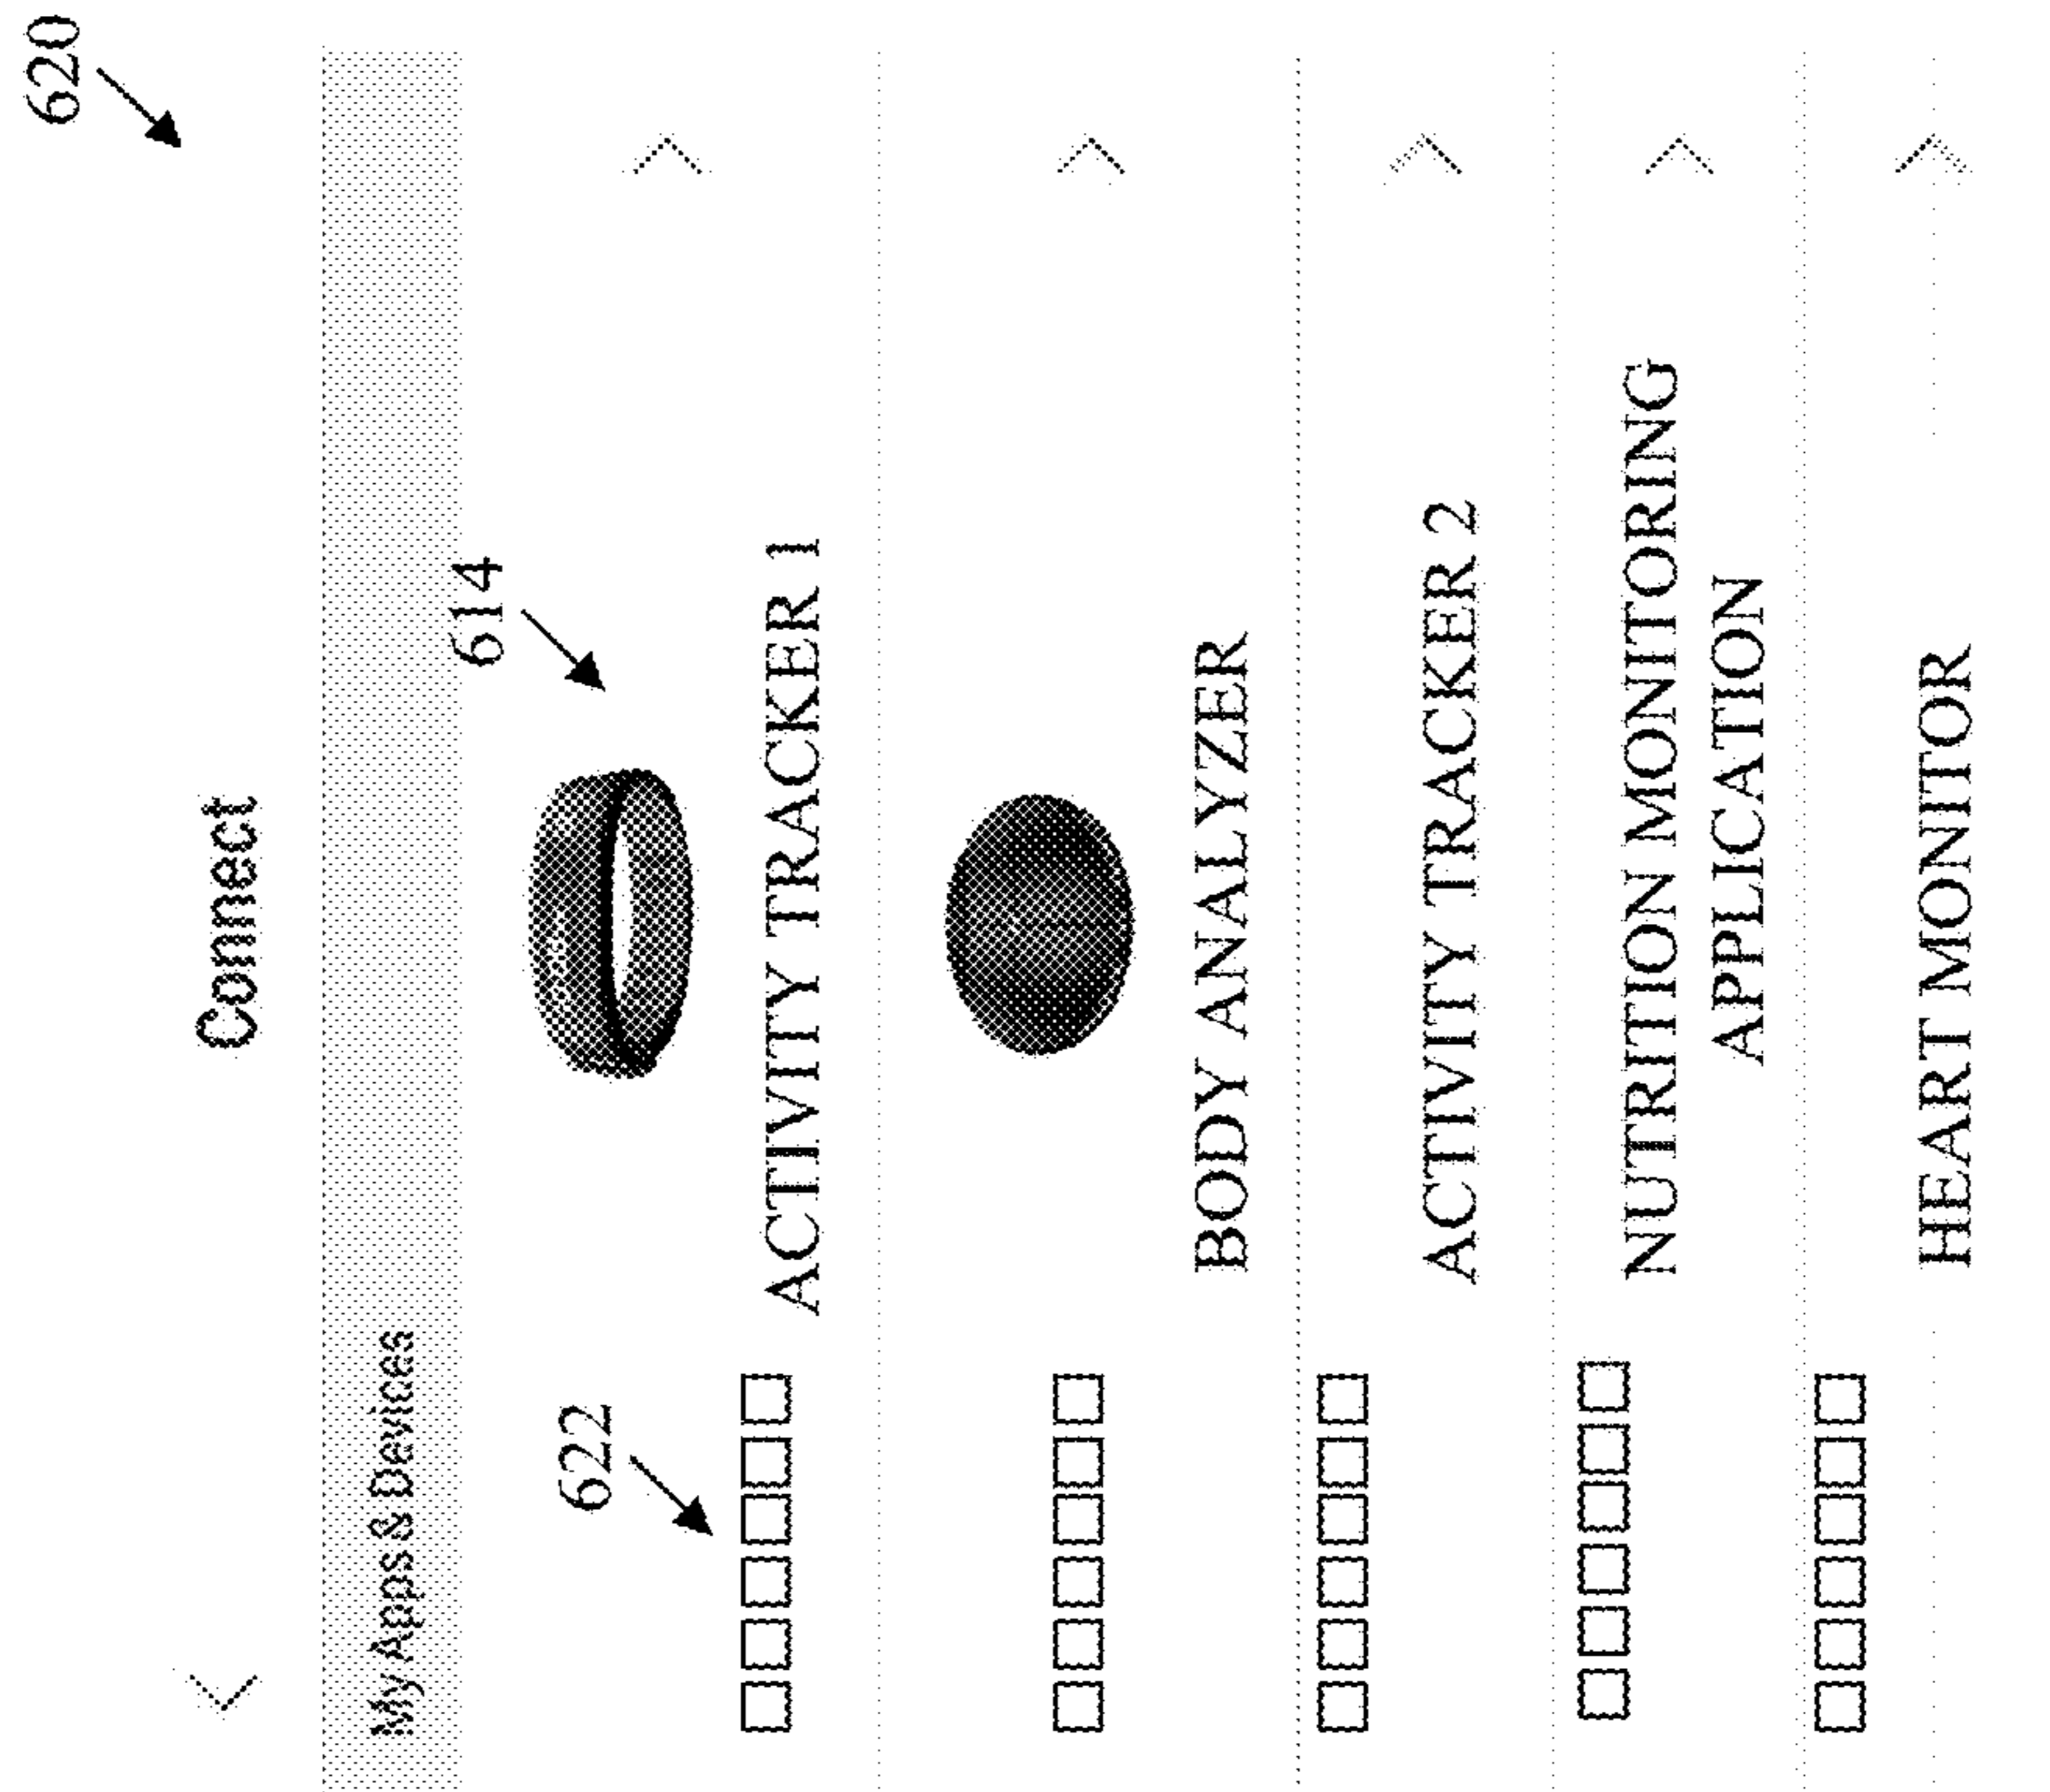 620
Connect
My Apps & Devices
614
622
ACTIVITY TRACKER 1
BODY ANALYZER
ACTIVITY TRACKER 2
NUTRITION MONITORING
APPLICATION
HEART MONITOR